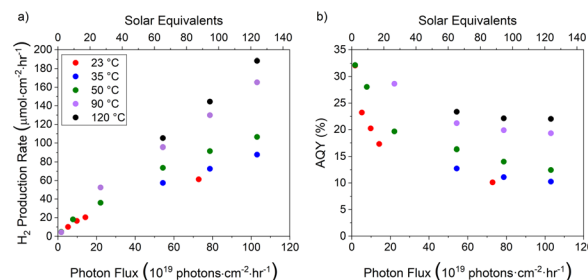 a)
Solar Equivalents
0 20 40 60 80 100 120 140
200
180
160
140
120
100
80
60
40
20
0
H₂ Production Rate (μmol·cm⁻²·hr⁻¹)
23 °C
35 °C
50 °C
90 °C
120 °C
0 20 40 60 80 100 120
Photon Flux (10¹⁹ photons·cm⁻²·hr⁻¹)
b)
Solar Equivalents
0 20 40 60 80 100 120 140
35
30
25
20
15
10
5
0
AQY (%)
0 20 40 60 80 100 120
Photon Flux (10¹⁹ photons·cm⁻²·hr⁻¹)